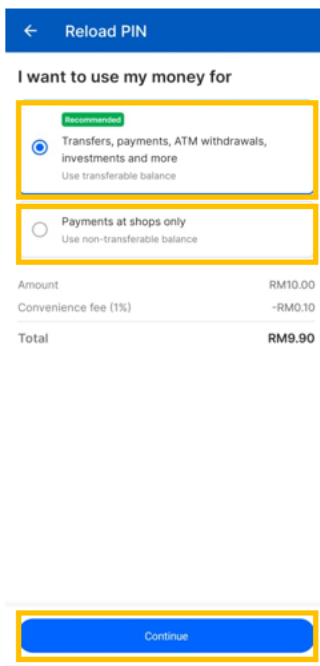 Reload PIN
I want to use my money for
Recommended
Transfers, payments, ATM withdrawals,
investments and more
Use transferable balance
Payments at shops only
Use non-transferable balance
Amount RM10.00
Convenience fee (1%) -RM0.10
Total RM9.90
Continue